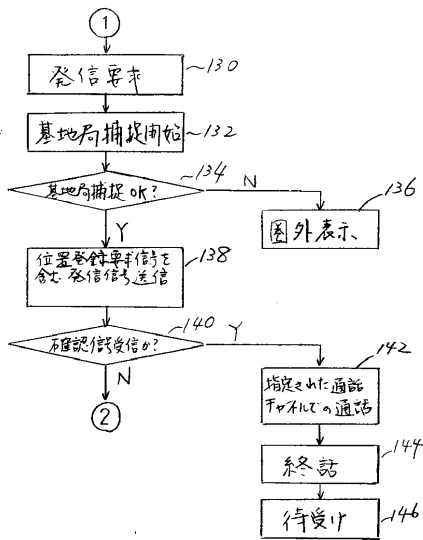 1
発信要求
130
基地局捕捉開始
132
基地局捕捉OK?
134
N
Y
圏外表示
136
位置登録要求信号を
含む発信信号送信
138
確認信号受信か?
140
Y
N
2
指定された通話
チャネルでの通話
142
終話
144
待受け
146